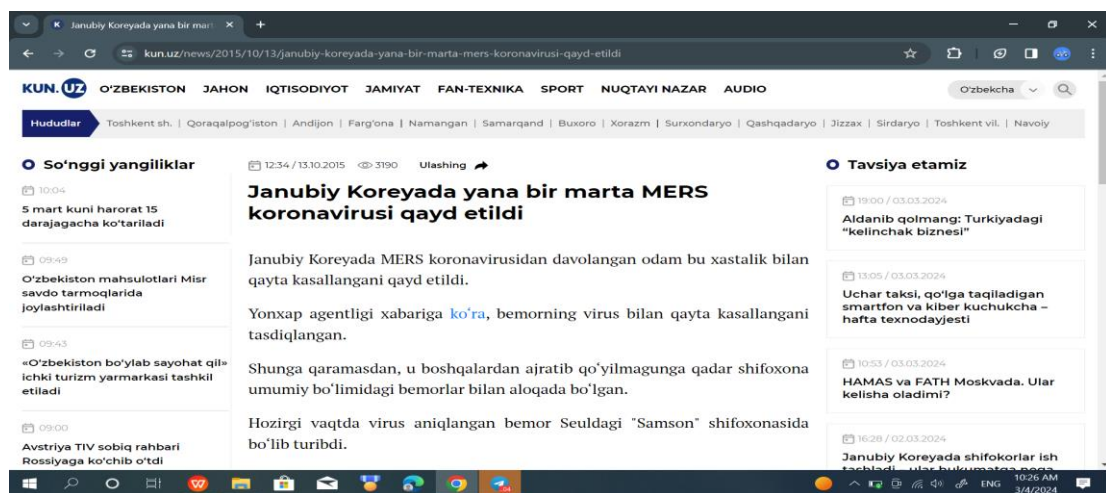 Janubiy Koreyada yana bir mar
kun.uz/news/2015/10/13/janubiy-koreyada-yana-bir-marta-mers-koronavirusi-qayd-etildi
KUN.UZ O‘ZBEKISTON JAHON IQTISODIYOT JAMIYAT FAN-TEXNIKA SPORT NUQTAYI NAZAR AUDIO O'zbekcha
Hududlar Toshkent sh. | Qoraqalpog'iston | Andijon | Farg'ona | Namangan | Samarqand | Buxoro | Xorazm | Surxondaryo | Qashqadaryo | Jizzax | Sirdaryo | Toshkent vil. | Navoiy
So‘nggi yangiliklar
10:04
5 mart kuni harorat 15
darajagacha ko‘tariladi
09:49
O‘zbekiston mahsulotlari Misr
savdo tarmoqlarida
joylashtiriladi
09:43
«O‘zbekiston bo‘ylab sayohat qil»
ichki turizm yarmarkasi tashkil
etiladi
09:00
Avstriya TIV sobiq rahbari
Rossiyaga ko‘chib o‘tdi
12:34 / 13.10.2015 3190 Ulashing
Janubiy Koreyada yana bir marta MERS
koronavirusi qayd etildi
Janubiy Koreyada MERS koronavirusidan davolangan odam bu xastalik bilan
qayta kasallangani qayd etildi.
Yonxap agentligi xabariga ko‘ra, bemorning virus bilan qayta kasallangani
tasdiqlangan.
Shunga qaramasdan, u boshqalardan ajratib qo‘yilmagunga qadar shifoxona
umumiy bo‘limidagi bemorlar bilan aloqada bo‘lgan.
Hozirgi vaqtda virus aniqlangan bemor Seuldagi "Samson" shifoxonasida
bo‘lib turibdi.
Tavsiya etamiz
19:00 / 03.03.2024
Aldanib qolmang: Turkiyadagi
“kelinchak biznesi”
13:05 / 03.03.2024
Uchar taksi, qo‘lga taqiladigan
smartfon va kiber kuchukcha –
hafta texnodayjesti
10:53 / 03.03.2024
HAMAS va FATH Moskvada. Ular
kelisha oladimi?
16:28 / 02.03.2024
Janubiy Koreyada shifokorlar ish
tashladi – ular hukumatga nega
ENG
10:26 AM
3/4/2024